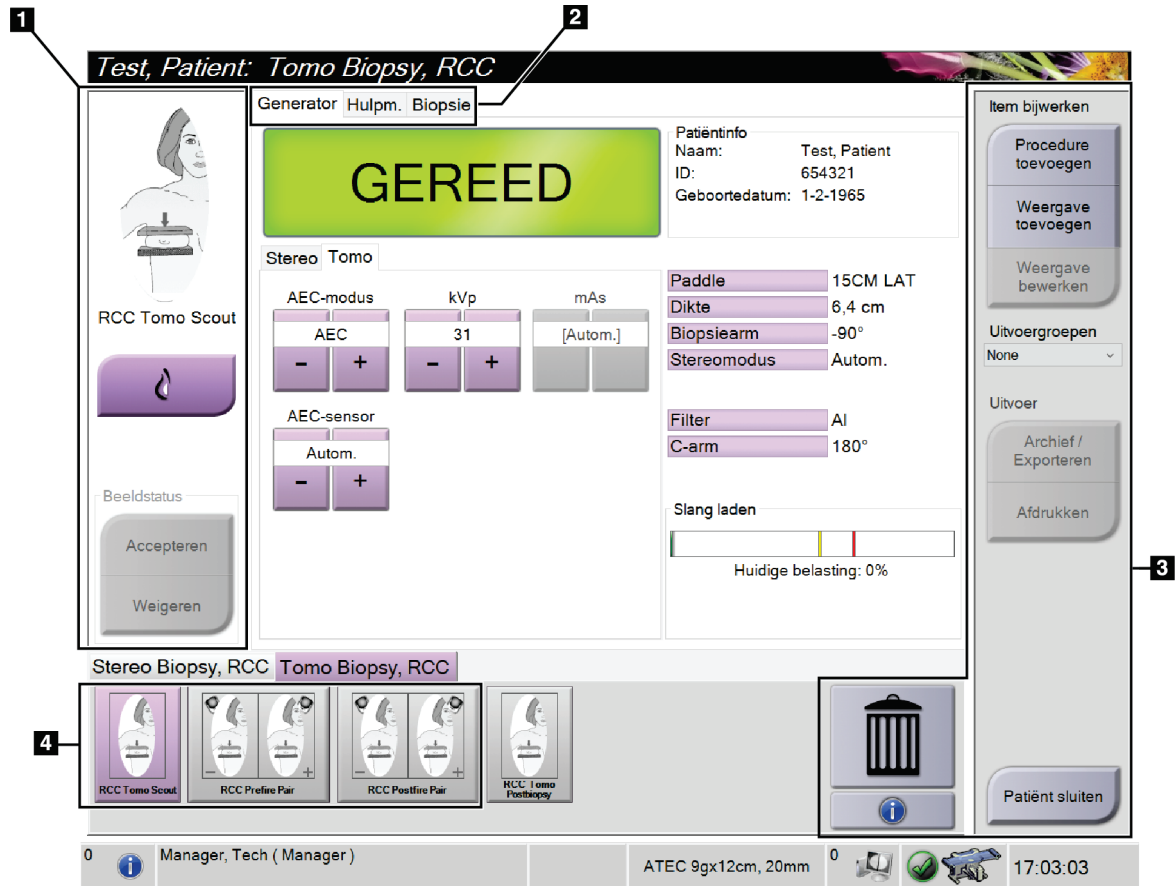 1
2
Test, Patient: Tomo Biopsy, RCC
Generator Hulpm. Biopsie
GEREED
Patiëntinfo
Naam: Test, Patient
ID: 654321
Geboortedatum: 1-2-1965
RCC Tomo Scout
Beeldstatus
Accepteren
Weigeren
Stereo Tomo
AEC-modus kVp mAs
AEC 31 [Autom.]
- + - +
AEC-sensor
Autom.
- +
Paddle 15CM LAT
Dikte 6,4 cm
Biopsiearm -90°
Stereomodus Autom.
Filter Al
C-arm 180°
Slang laden
Huidige belasting: 0%
Item bijwerken
Procedure
toevoegen
Weergave
toevoegen
Weergave
bewerken
Uitvoergroepen
None
Uitvoer
Archief /
Exporteren
Afdrukken
3
Stereo Biopsy, RCC Tomo Biopsy, RCC
4
- + - +
RCC Tomo Scout RCC Prefire Pair RCC Postfire Pair RCC Tomo
Postbiopsy
Patiënt sluiten
0 Manager, Tech ( Manager ) ATEC 9gx12cm, 20mm 0 17:03:03